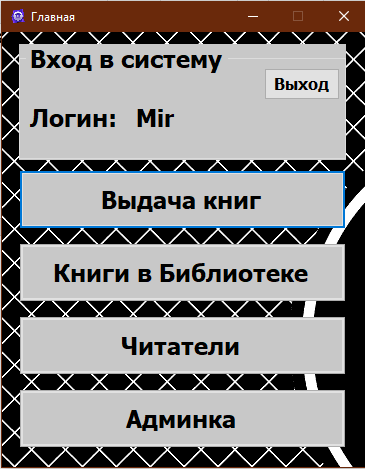 Главная
Вход в систему
Выход
Логин: Mir
Выдача книг
Книги в Библиотеке
Читатели
Админка